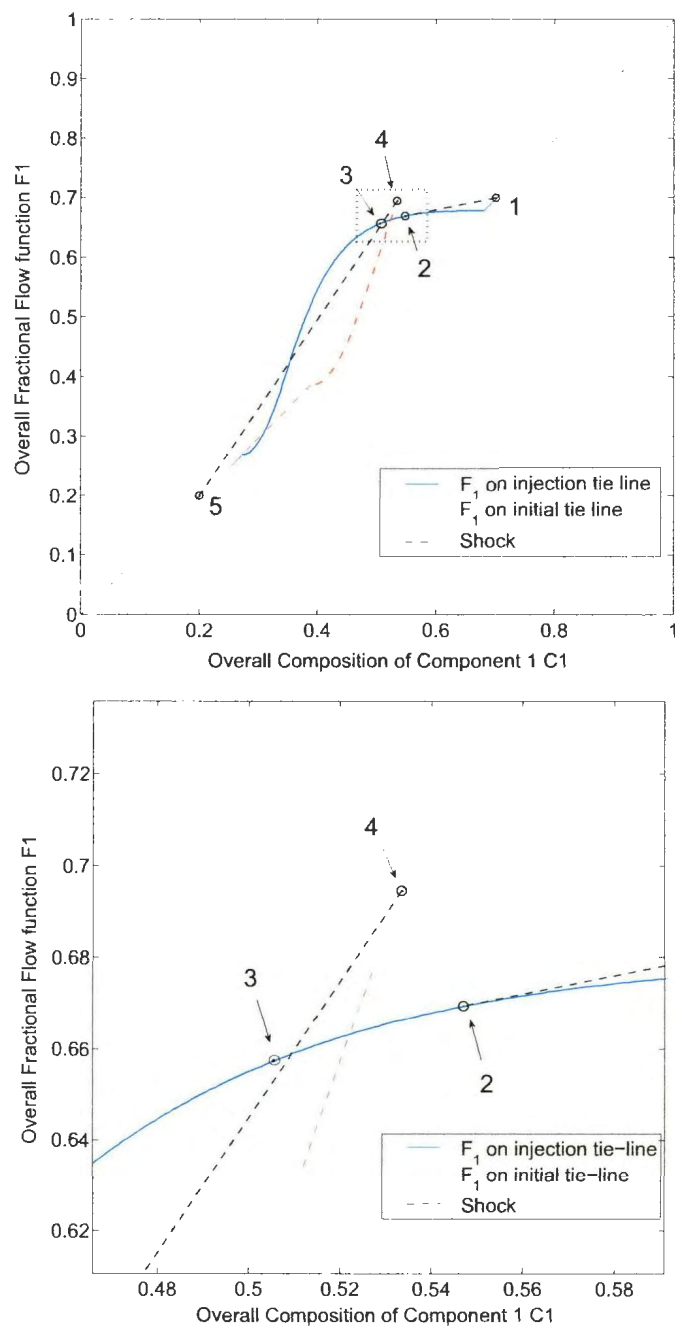 1
0.9
0.8
0.7
0.6
0.5
0.4
0.3
0.2
0.1
0
Overall Fractional Flow function F1
4
3
1
2
5
F1 on injection tie line
F1 on initial tie line
Shock
0 0.2 0.4 0.6 0.8 1
Overall Composition of Component 1 C1
0.72
0.7
0.68
0.66
0.64
0.62
Overall Fractional Flow function F1
4
3
2
F1 on injection tie-line
F1 on initial tie-line
Shock
0.48 0.5 0.52 0.54 0.56 0.58
Overall Composition of Component 1 C1